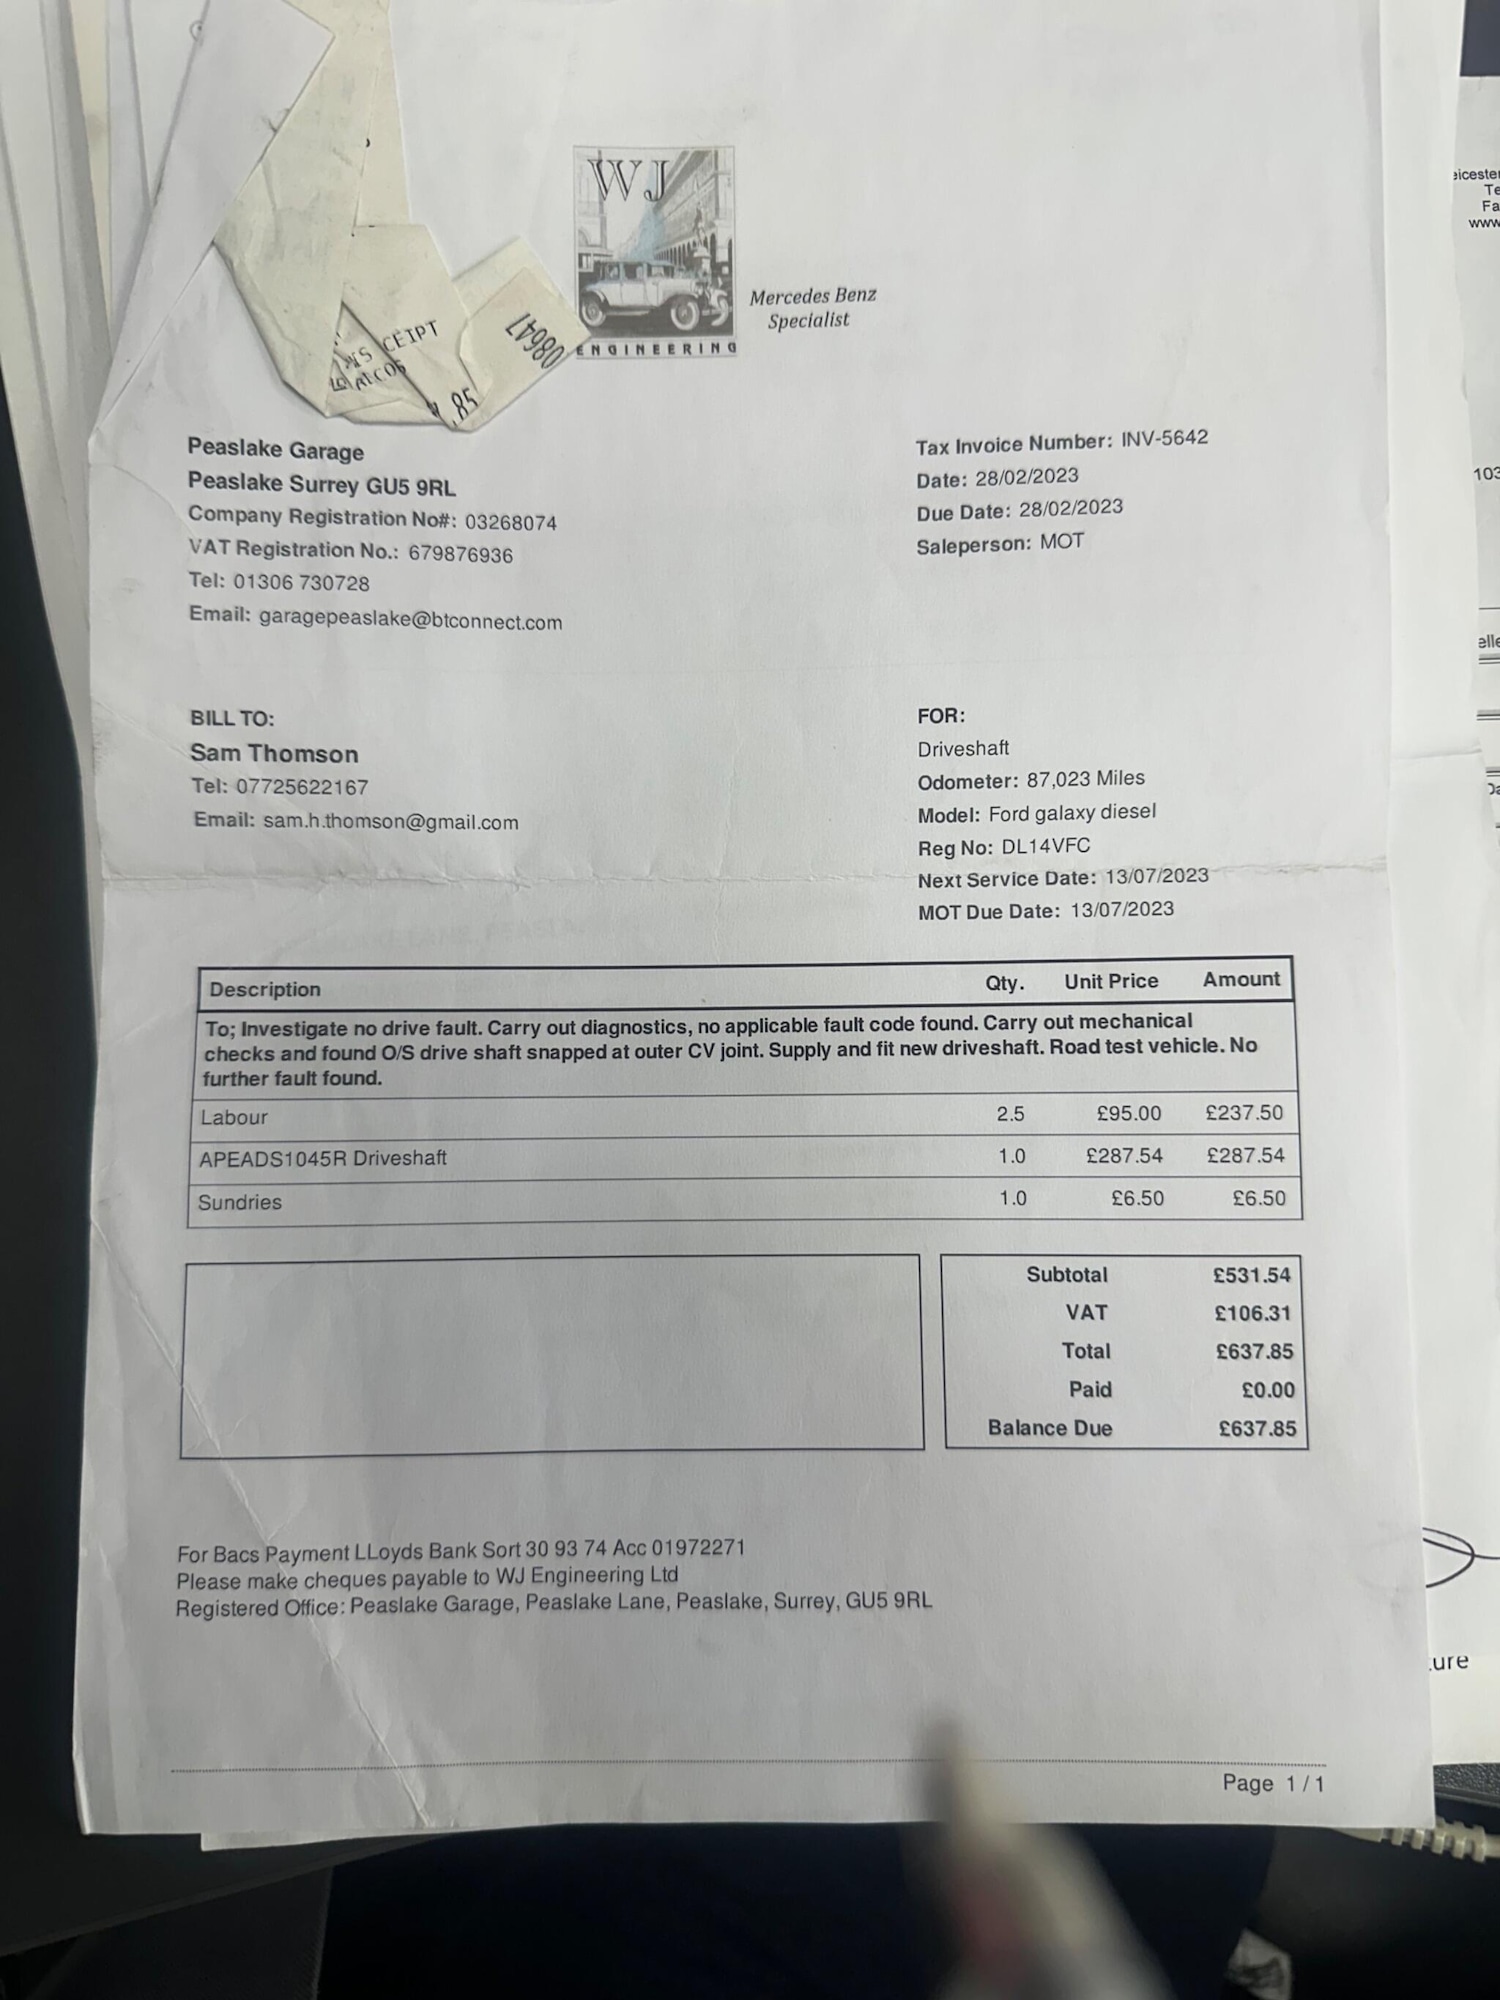 WJ
ENGINEERING
Mercedes Benz
Specialist
CEIPT
.85
08647
Peaslake Garage
Peaslake Surrey GU5 9RL
Company Registration No#: 03268074
VAT Registration No.: 679876936
Tel: 01306 730728
Email: garagepeaslake@btconnect.com
Tax Invoice Number: INV-5642
Date: 28/02/2023
Due Date: 28/02/2023
Saleperson: MOT
BILL TO:
Sam Thomson
Tel: 07725622167
Email: sam.h.thomson@gmail.com
FOR:
Driveshaft
Odometer: 87,023 Miles
Model: Ford galaxy diesel
Reg No: DL14VFC
Next Service Date: 13/07/2023
MOT Due Date: 13/07/2023
Description Qty. Unit Price Amount
To; Investigate no drive fault. Carry out diagnostics, no applicable fault code found. Carry out mechanical
checks and found O/S drive shaft snapped at outer CV joint. Supply and fit new driveshaft. Road test vehicle. No
further fault found.
Labour 2.5 £95.00 £237.50
APEADS1045R Driveshaft 1.0 £287.54 £287.54
Sundries 1.0 £6.50 £6.50
Subtotal £531.54
VAT £106.31
Total £637.85
Paid £0.00
Balance Due £637.85
For Bacs Payment LLoyds Bank Sort 30 93 74 Acc 01972271
Please make cheques payable to WJ Engineering Ltd
Registered Office: Peaslake Garage, Peaslake Lane, Peaslake, Surrey, GU5 9RL
Page 1 / 1
eicester
Te
Fa
www
103
elle
ure